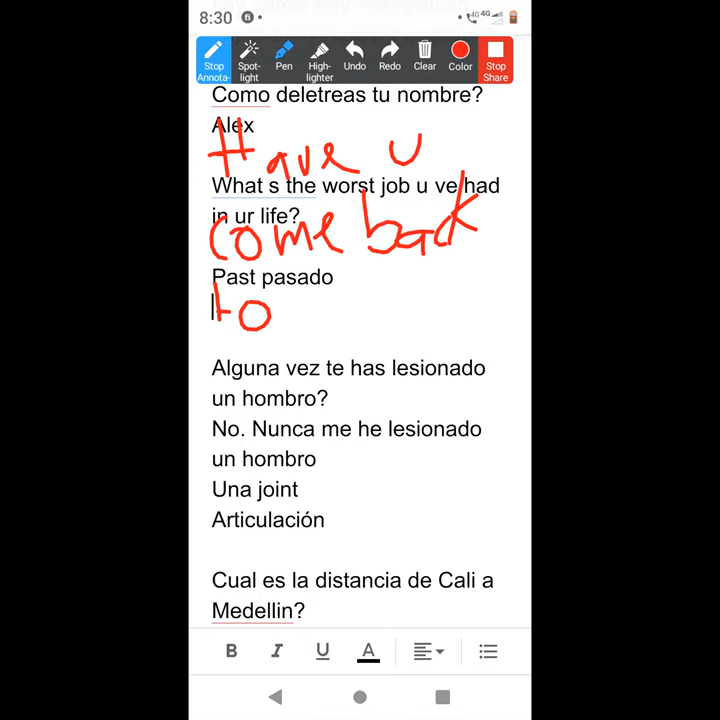 8:30
4G 4G
Stop Annota- Spot-light Pen High-lighter Undo Redo Clear Color Stop Share
Como deletreas tu nombre?
Alex
Have u
What s the worst job u ve had
in ur life?
come back
Past pasado
to
Alguna vez te has lesionado
un hombro?
No. Nunca me he lesionado
un hombro
Una joint
Articulación
Cual es la distancia de Cali a
Medellin?
B I U A